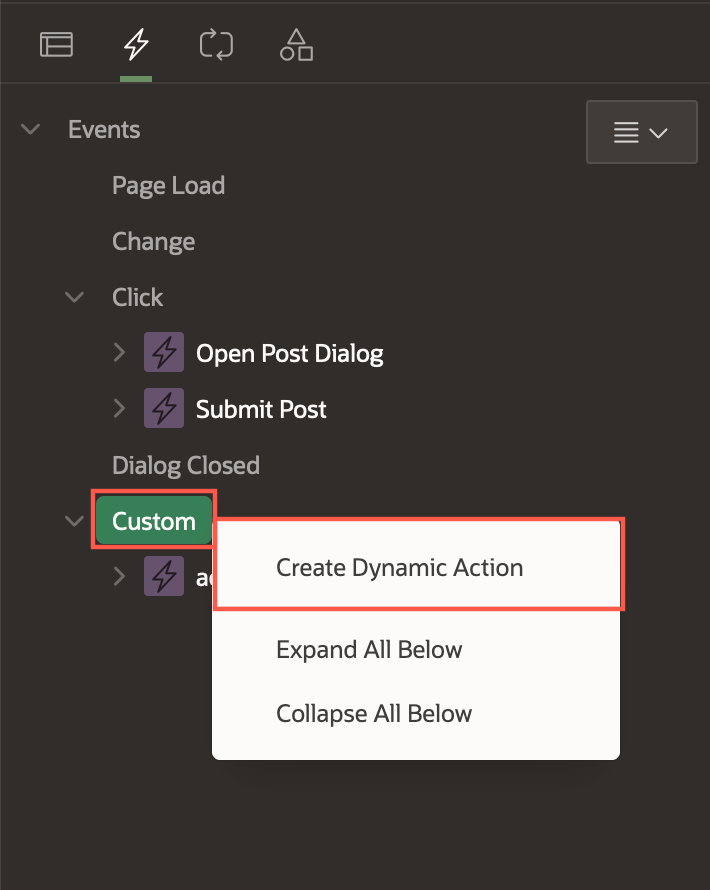 Events
Page Load
Change
Click
Open Post Dialog
Submit Post
Dialog Closed
Custom
Create Dynamic Action
Expand All Below
Collapse All Below